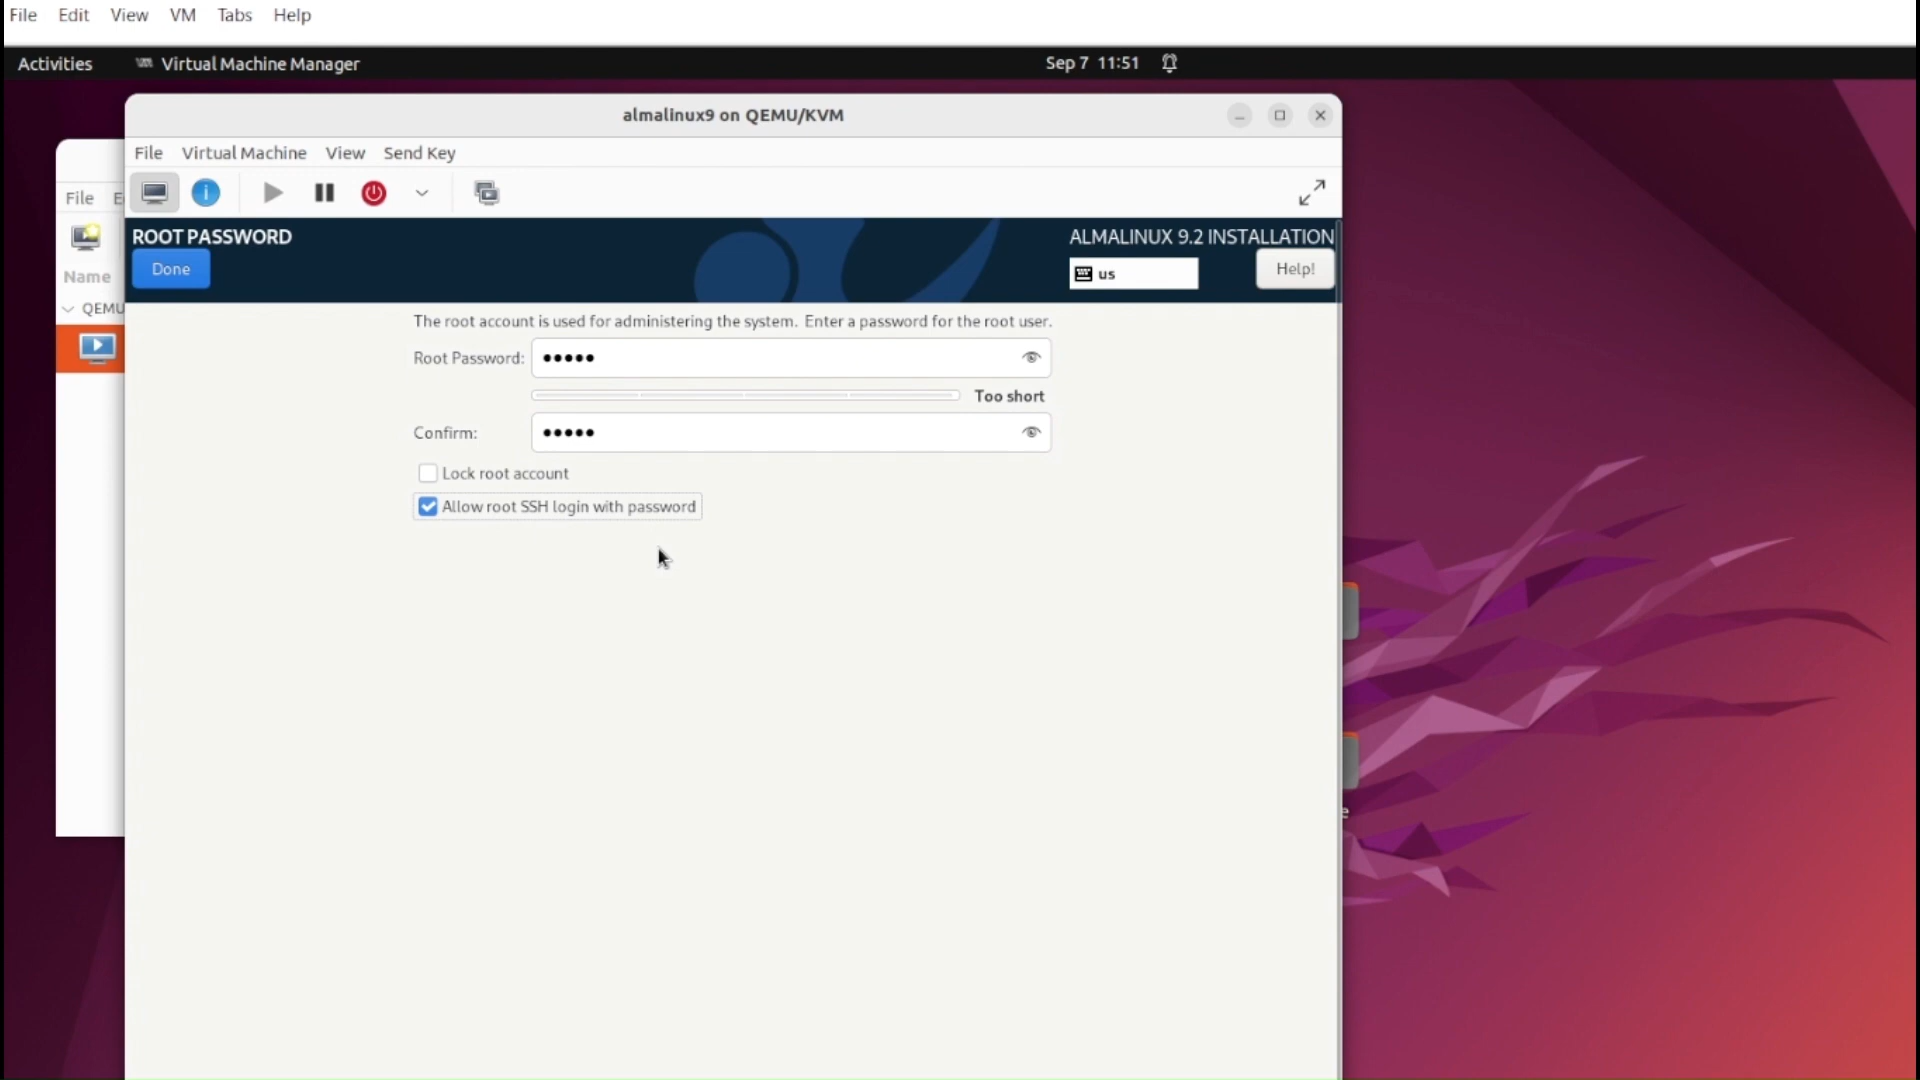 File Edit View VM Tabs Help
Activities Virtual Machine Manager Sep 7 11:51
almalinux9 on QEMU/KVM
File Virtual Machine View Send Key
File E
ROOT PASSWORD ALMALINUX 9.2 INSTALLATION
Done us Help!
Name
QEMU
The root account is used for administering the system. Enter a password for the root user.
Root Password: •••••
Too short
Confirm: •••••
Lock root account
Allow root SSH login with password
e